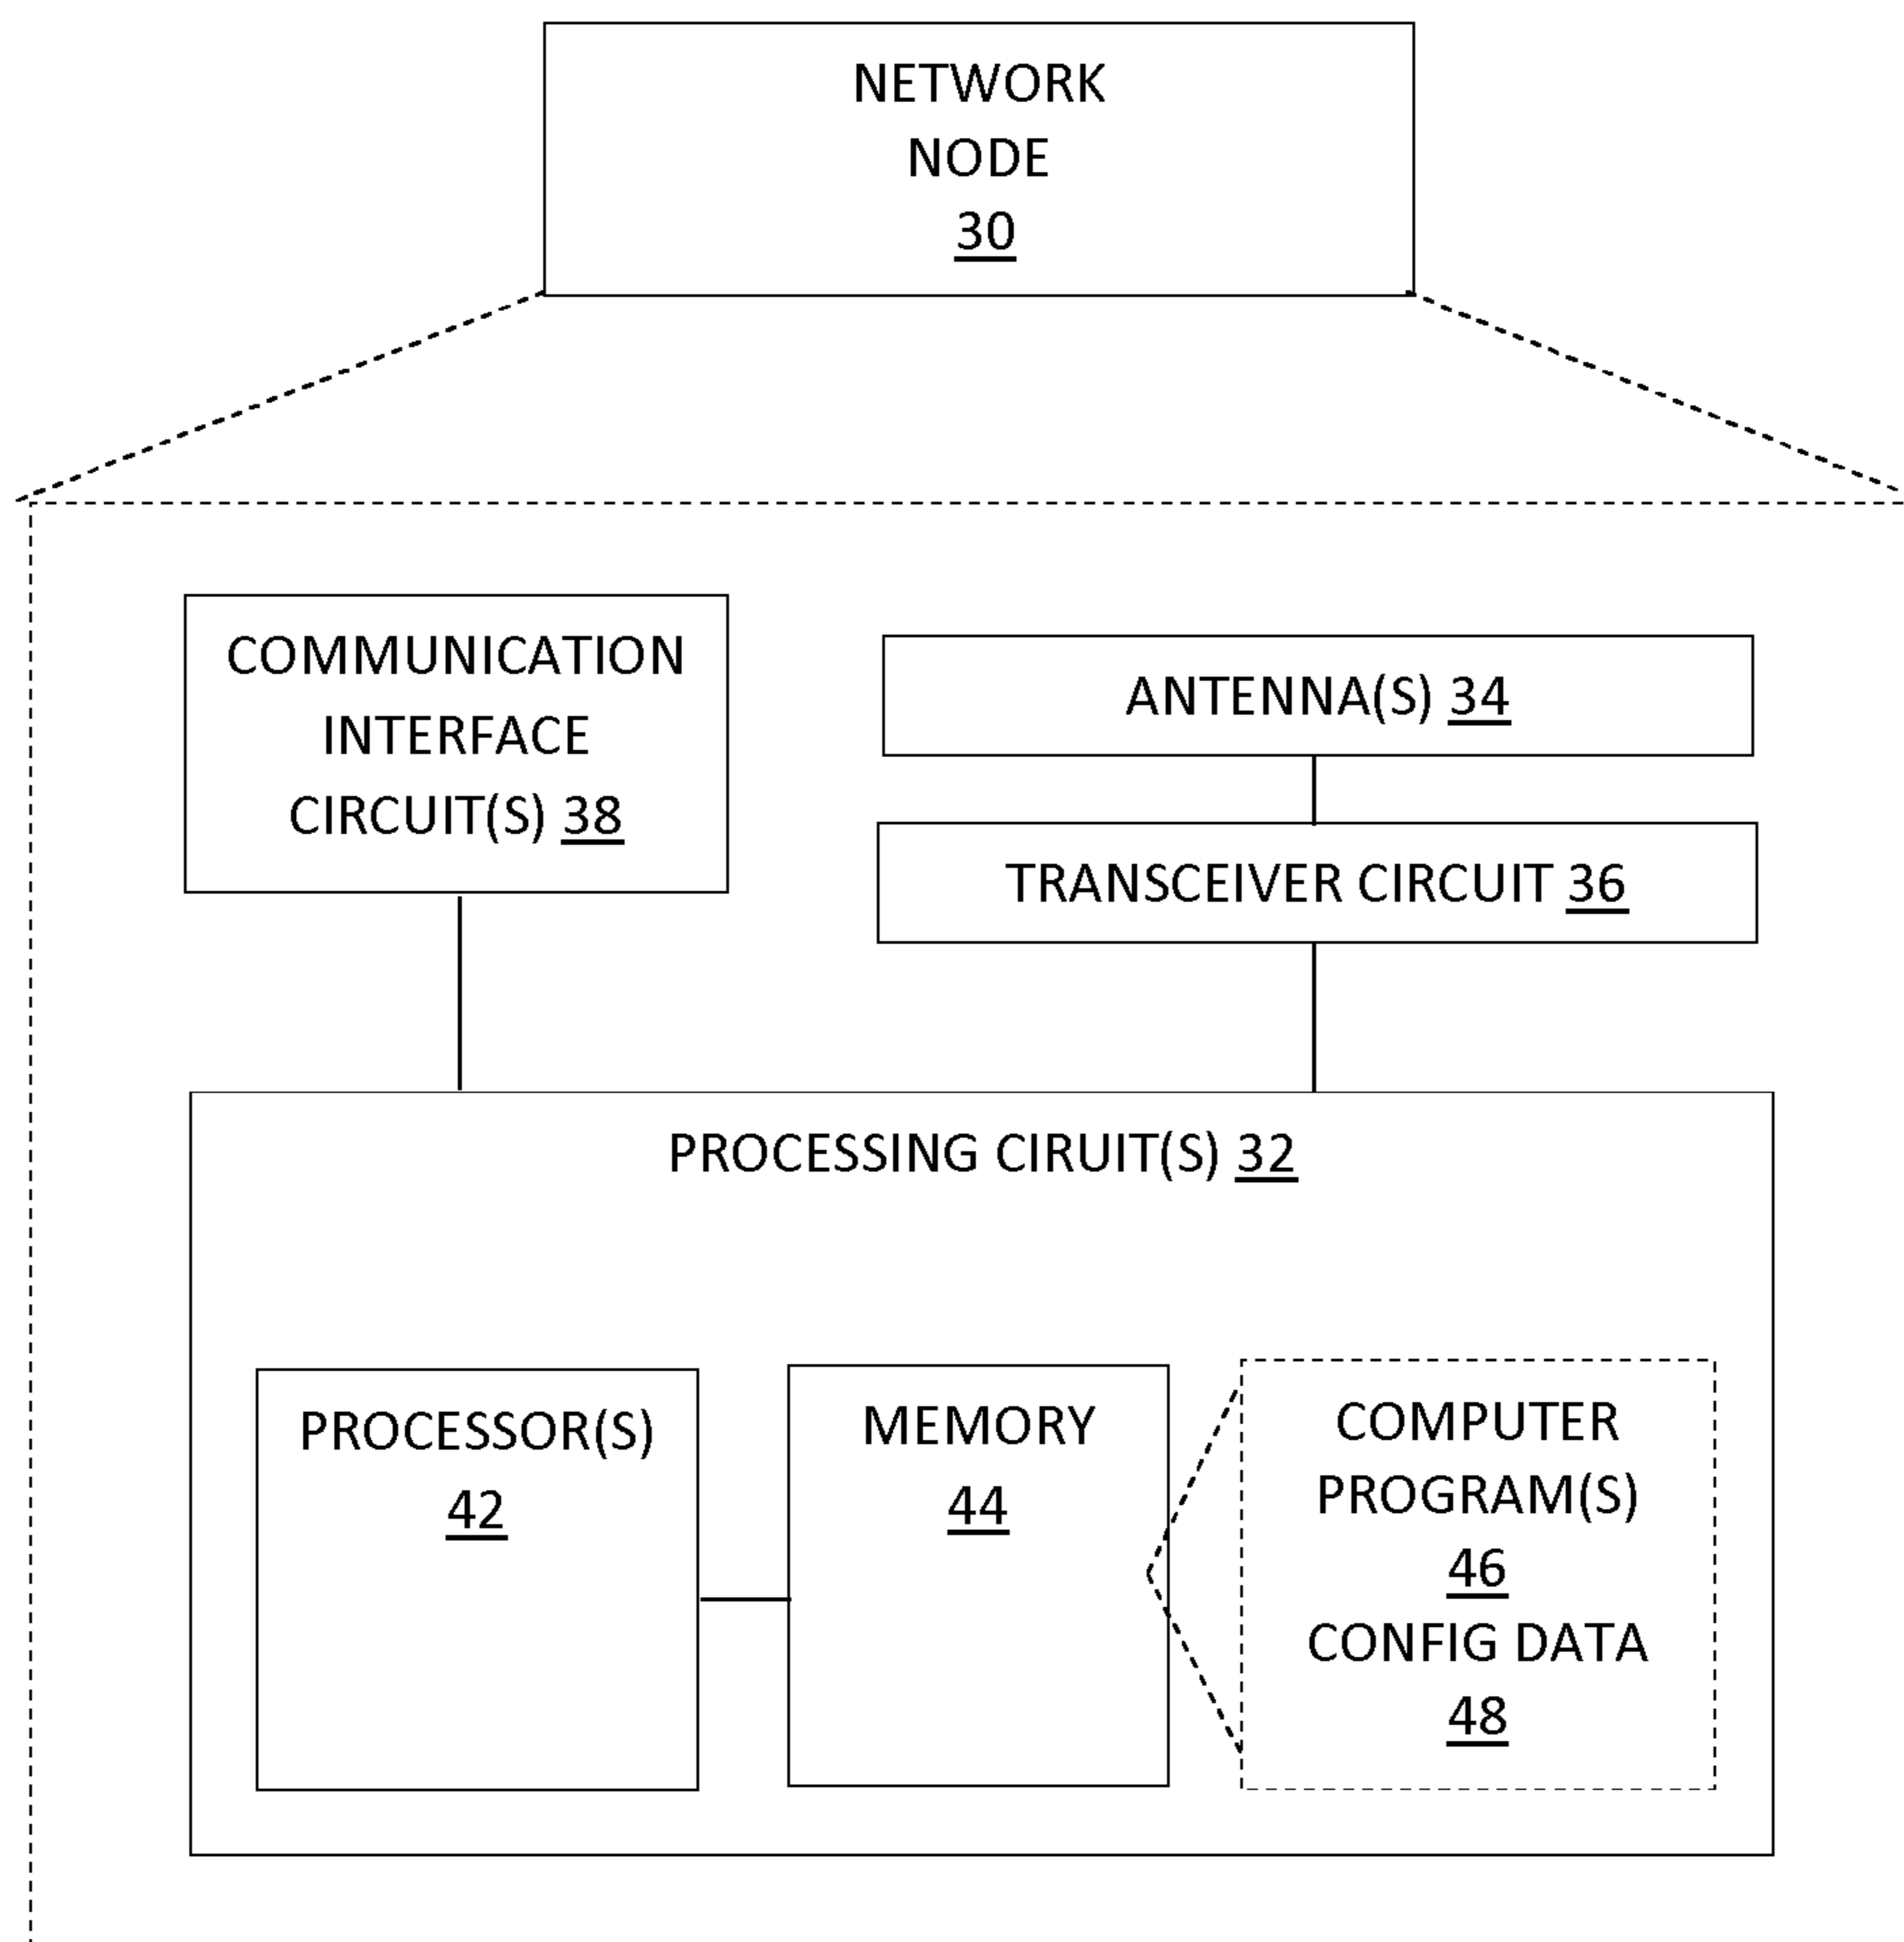 NETWORK
NODE
30
COMMUNICATION
INTERFACE
CIRCUIT(S) 38
ANTENNA(S) 34
TRANSCEIVER CIRCUIT 36
PROCESSING CIRUIT(S) 32
PROCESSOR(S)
42
MEMORY
44
COMPUTER
PROGRAM(S)
46
CONFIG DATA
48